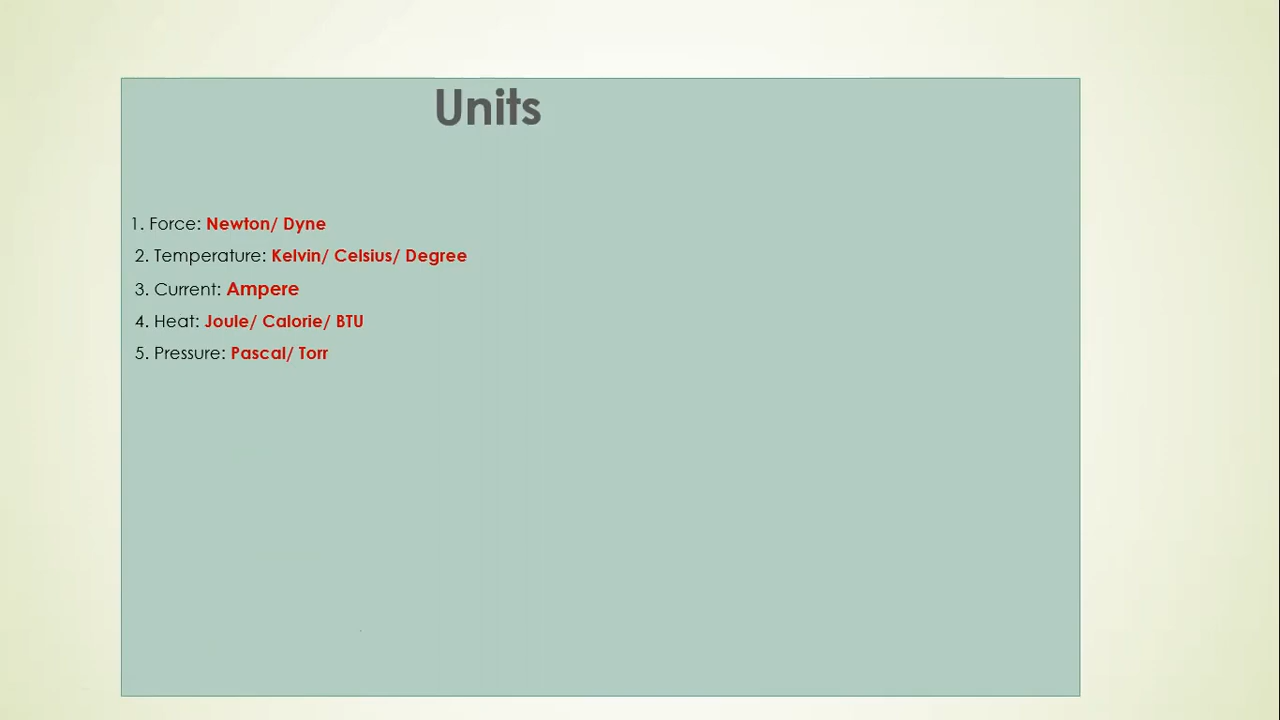 Units
1. Force: Newton/ Dyne
2. Temperature: Kelvin/ Celsius/ Degree
3. Current: Ampere
4. Heat: Joule/ Calorie/ BTU
5. Pressure: Pascal/ Torr